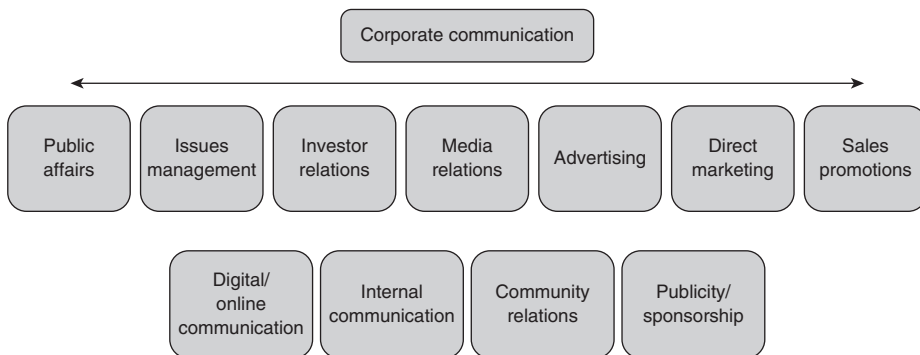 Corporate communication
Public
affairs
Issues
management
Investor
relations
Media
relations
Advertising
Direct
marketing
Sales
promotions
Digital/
online
communication
Internal
communication
Community
relations
Publicity/
sponsorship